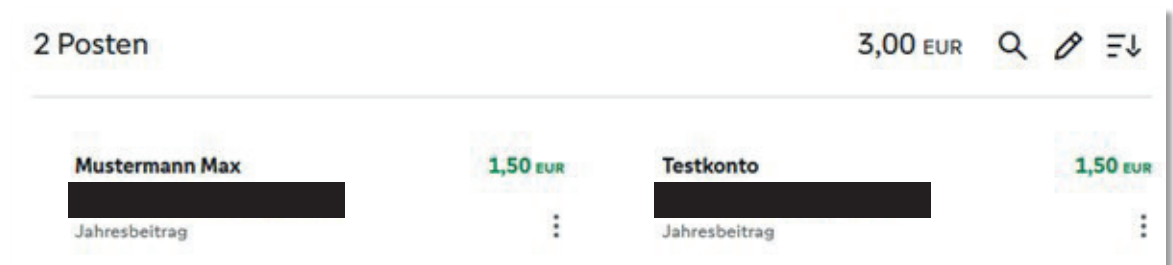 2 Posten 3,00 EUR
Mustermann Max 1,50 EUR
Jahresbeitrag
Testkonto 1,50 EUR
Jahresbeitrag